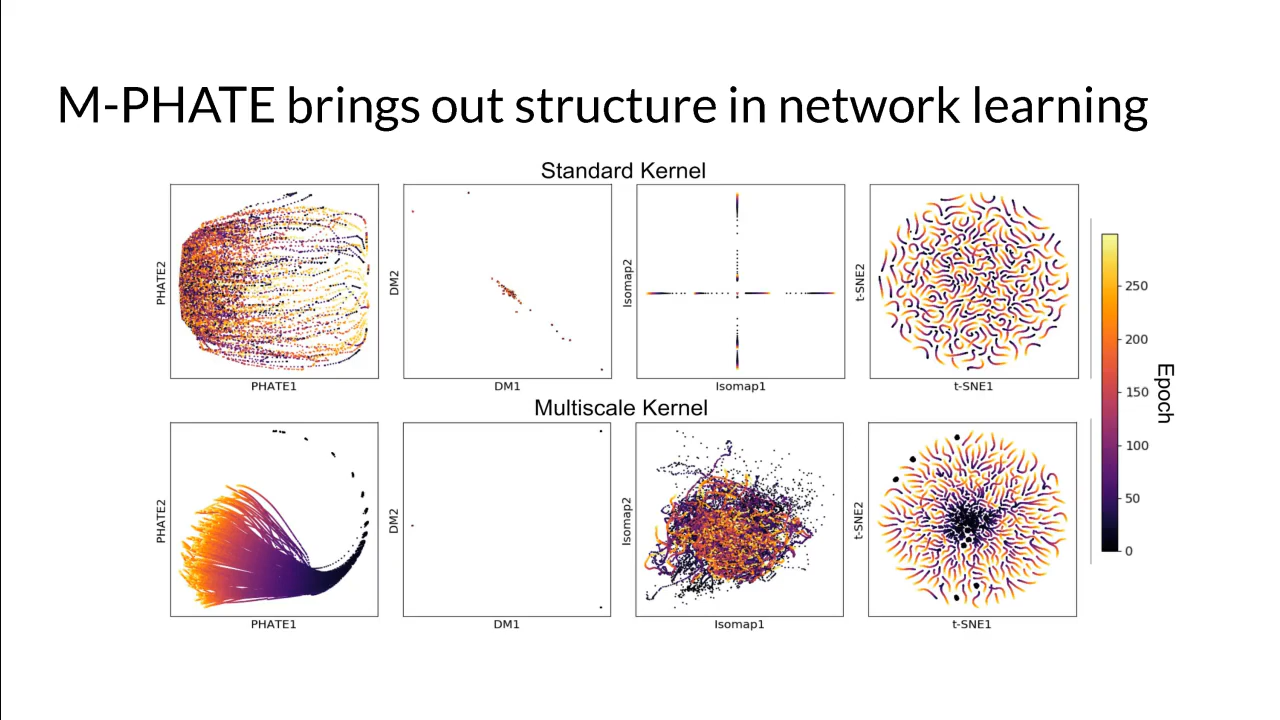 M-PHATE brings out structure in network learning
Standard Kernel
PHATE2
PHATE1
DM2
DM1
Isomap2
Isomap1
t-SNE2
t-SNE1
Multiscale Kernel
PHATE2
PHATE1
DM2
DM1
Isomap2
Isomap1
t-SNE2
t-SNE1
250
200
150
100
50
0
Epoch